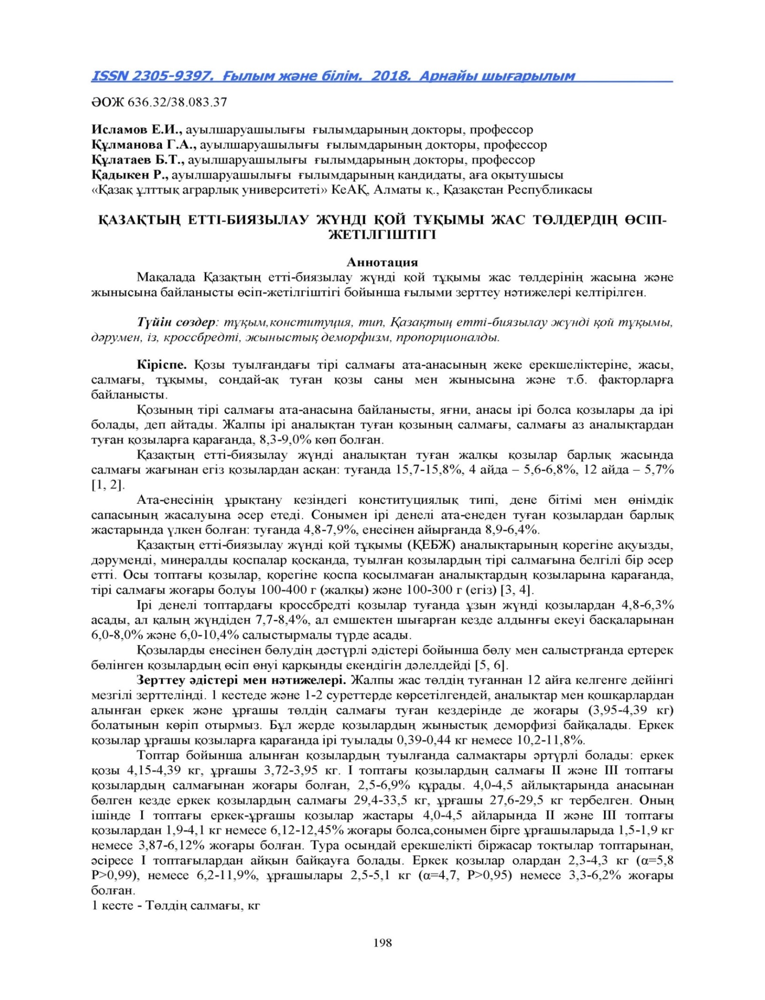 ISSN 2305-9397. Ғылым және білім. 2018. Арнайы шығарылым
ӘОЖ 636.32/38.083.37
Исламов Е.И., ауылшаруашылығы ғылымдарының докторы, профессор
Құлманова Г.А., ауылшаруашылығы ғылымдарының докторы, профессор
Құлатаев Б.Т., ауылшаруашылығы ғылымдарының докторы, профессор
Қадыкен Р., ауылшаруашылығы ғылымдарының кандидаты, аға оқытушысы
«Қазақ ұлттық аграрлық университеті» КеАҚ, Алматы қ., Қазақстан Республикасы
ҚАЗАҚТЫҢ ЕТТІ-БИЯЗЫЛАУ ЖҮНДІ ҚОЙ ТҰҚЫМЫ ЖАС ТӨЛДЕРДІҢ ӨСІП-
ЖЕТІЛГІШТІГІ
Аннотация
Мақалада Қазақтың етті-биязылау жүнді қой тұқымы жас төлдерінің жасына және
жынысына байланысты өсіп-жетілгіштігі бойынша ғылыми зерттеу нәтижелері келтірілген.
Түйін сөздер: тұқым,конституция, тип, Қазақтың етті-биязылау жүнді қой тұқымы,
дәрумен, із, кроссбредті, жыныстық деморфизм, пропорционалды.
Кіріспе. Қозы туылғандағы тірі салмағы ата-анасының жеке ерекшеліктеріне, жасы,
салмағы, тұқымы, сондай-ақ туған қозы саны мен жынысына және т.б. факторларға
байланысты.
Қозының тірі салмағы ата-анасына байланысты, яғни, анасы ірі болса қозылары да ірі
болады, деп айтады. Жалпы ірі аналықтан туған қозының салмағы, салмағы аз аналықтардан
туған қозыларға қарағанда, 8,3-9,0% көп болған.
Қазақтың етті-биязылау жүнді аналықтан туған жалқы қозылар барлық жасында
салмағы жағынан егіз қозылардан асқан: туғанда 15,7-15,8%, 4 айда – 5,6-6,8%, 12 айда – 5,7%
[1, 2].
Ата-енесінің ұрықтану кезіндегі конституциялық типі, дене бітімі мен өнімдік
сапасының жасалуына әсер етеді. Сонымен ірі денелі ата-енеден туған қозылардан барлық
жастарында үлкен болған: туғанда 4,8-7,9%, енесінен айырғанда 8,9-6,4%.
Қазақтың етті-биязылау жүнді қой тұқымы (ҚЕБЖ) аналықтарының қорегіне ақуызды,
дәруменді, минералды қоспалар қосқанда, туылған қозылардың тірі салмағына белгілі бір әсер
етті. Осы топтағы қозылар, қорегіне қоспа қосылмаған аналықтардың қозыларына қарағанда,
тірі салмағы жоғары болуы 100-400 г (жалқы) және 100-300 г (егіз) [3, 4].
Ірі денелі топтардағы кроссбредті қозылар туғанда ұзын жүнді қозылардан 4,8-6,3%
асады, ал қалың жүндіден 7,7-8,4%, ал емшектен шығарған кезде алдынғы екеуі басқаларынан
6,0-8,0% және 6,0-10,4% салыстырмалы түрде асады.
Қозыларды енесінен бөлудің дәстүрлі әдістері бойынша бөлу мен салыстрғанда ертерек
бөлінген қозылардың өсіп өнуі қарқынды екендігін дәлелдейді [5, 6].
Зерттеу әдістері мен нәтижелері. Жалпы жас төлдің туғаннан 12 айға келгенге дейінгі
мезгілі зерттелінді. 1 кестеде және 1-2 суреттерде көрсетілгендей, аналықтар мен қошқарлардан
алынған еркек және ұрғашы төлдің салмағы туған кездерінде де жоғары (3,95-4,39 кг)
болатынын көріп отырмыз. Бұл жерде қозылардың жыныстық деморфизі байқалады. Еркек
қозылар ұрғашы қозыларға қарағанда ірі туылады 0,39-0,44 кг немесе 10,2-11,8%.
Топтар бойынша алынған қозылардың туылғанда салмақтары әртүрлі болады: еркек
қозы 4,15-4,39 кг, ұрғашы 3,72-3,95 кг. I топтағы қозылардың салмағы II және III топтағы
қозылардың салмағынан жоғары болған, 2,5-6,9% құрады. 4,0-4,5 айлықтарында анасынан
бөлген кезде еркек қозылардың салмағы 29,4-33,5 кг, ұрғашы 27,6-29,5 кг тербелген. Оның
ішінде I топтағы еркек-ұрғашы қозылар жастары 4,0-4,5 айларында II және III топтағы
қозылардан 1,9-4,1 кг немесе 6,12-12,45% жоғары болса,сонымен бірге ұрғашыларыда 1,5-1,9 кг
немесе 3,87-6,12% жоғары болған. Тура осындай ерекшелікті біржасар тоқтылар топтарынан,
әсіресе I топтағылардан айқын байқауға болады. Еркек қозылар олардан 2,3-4,3 кг (α=5,8
P>0,99), немесе 6,2-11,9%, ұрғашылары 2,5-5,1 кг (α=4,7, P>0,95) немесе 3,3-6,2% жоғары
болған.
1 кесте - Төлдің салмағы, кг
198